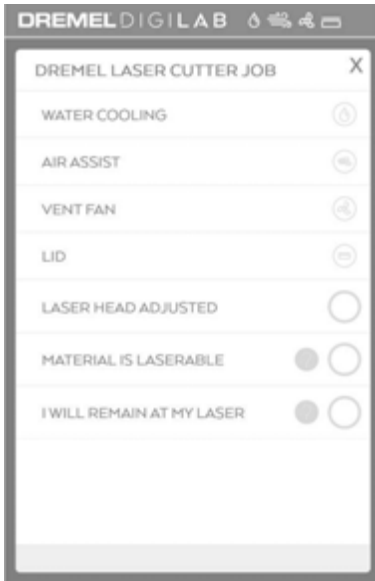 DREMEL DIGILAB
DREMEL LASER CUTTER JOB X
WATER COOLING
AIR ASSIST
VENT FAN
LID
LASER HEAD ADJUSTED
MATERIAL IS LASERABLE
I WILL REMAIN AT MY LASER